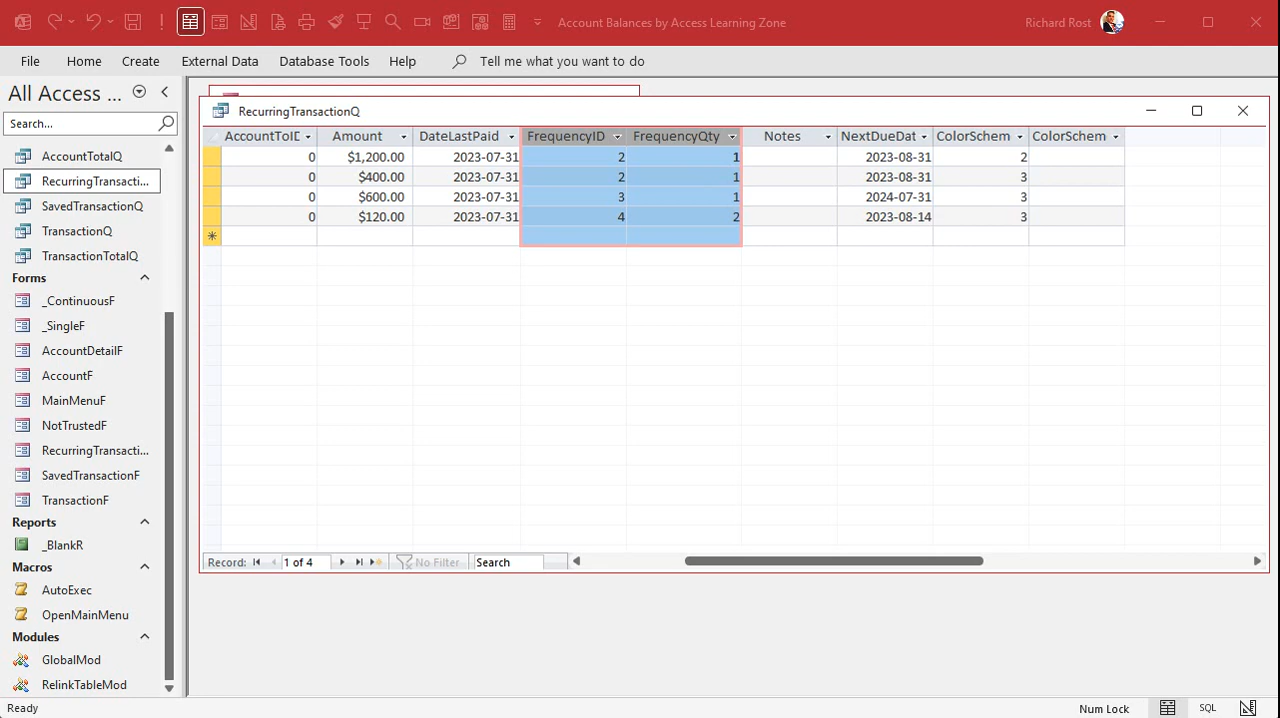 Account Balances by Access Learning Zone
Richard Rost
File Home Create External Data Database Tools Help Tell me what you want to do
All Access ...
Search...
AccountTotalQ
RecurringTransacti...
SavedTransactionQ
TransactionQ
TransactionTotalQ
Forms
_ContinuousF
_SingleF
AccountDetailF
AccountF
MainMenuF
NotTrustedF
RecurringTransacti...
SavedTransactionF
TransactionF
Reports
_BlankR
Macros
AutoExec
OpenMainMenu
Modules
GlobalMod
RelinkTableMod
RecurringTransactionQ
AccountToID Amount DateLastPaid FrequencyID FrequencyQty Notes NextDueDat ColorSchem ColorSchem
0 $1,200.00 2023-07-31 2 1 2023-08-31 2
0 $400.00 2023-07-31 2 1 2023-08-31 3
0 $600.00 2023-07-31 3 1 2024-07-31 3
0 $120.00 2023-07-31 4 2 2023-08-14 3
Record: 1 of 4 No Filter Search
Ready
Num Lock SQL